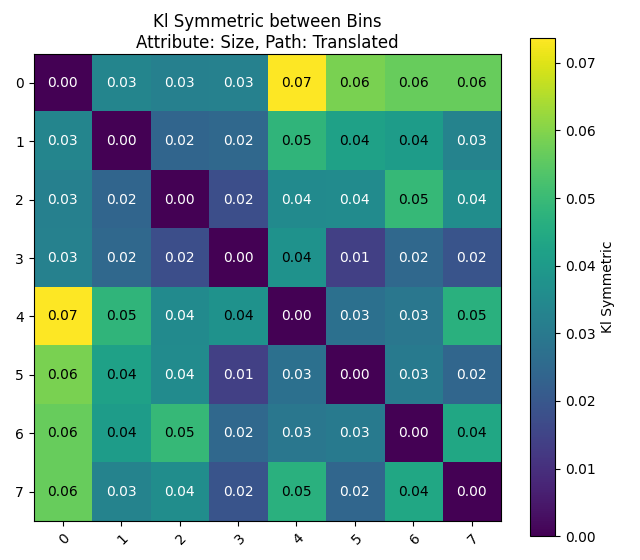 Kl Symmetric between Bins
Attribute: Size, Path: Translated
0 0.00 0.03 0.03 0.03 0.07 0.06 0.06 0.06
1 0.03 0.00 0.02 0.02 0.05 0.04 0.04 0.03
2 0.03 0.02 0.00 0.02 0.04 0.04 0.05 0.04
3 0.03 0.02 0.02 0.00 0.04 0.01 0.02 0.02
4 0.07 0.05 0.04 0.04 0.00 0.03 0.03 0.05
5 0.06 0.04 0.04 0.01 0.03 0.00 0.03 0.02
6 0.06 0.04 0.05 0.02 0.03 0.03 0.00 0.04
7 0.06 0.03 0.04 0.02 0.05 0.02 0.04 0.00
0 1 2 3 4 5 6 7
0.07
0.06
0.05
0.04
0.03
0.02
0.01
0.00
Kl Symmetric